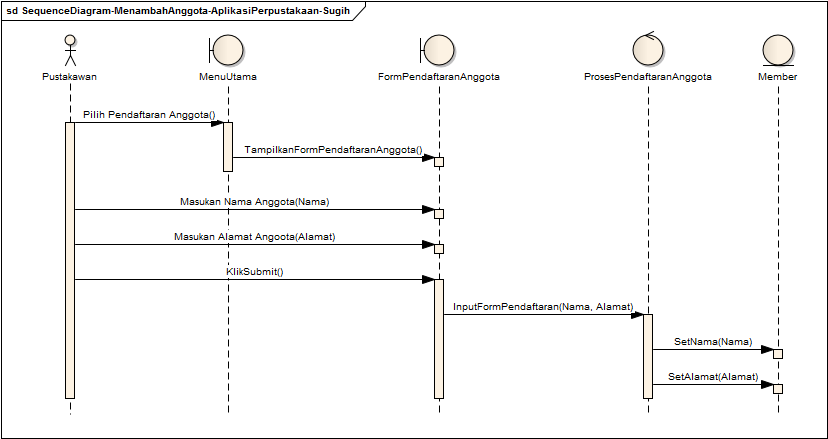 sd SequenceDiagram-MenambahAnggota-AplikasiPerpustakaan-Sugih
Pustakawan
MenuUtama
FormPendaftaranAnggota
ProsesPendaftaranAnggota
Member
Pilih Pendaftaran Anggota()
TampilkanFormPendaftaranAnggota()
Masukan Nama Anggota(Nama)
Masukan Alamat Angoota(Alamat)
KlikSubmit()
InputFormPendaftaran(Nama, Alamat)
SetNama(Nama)
SetAlamat(Alamat)